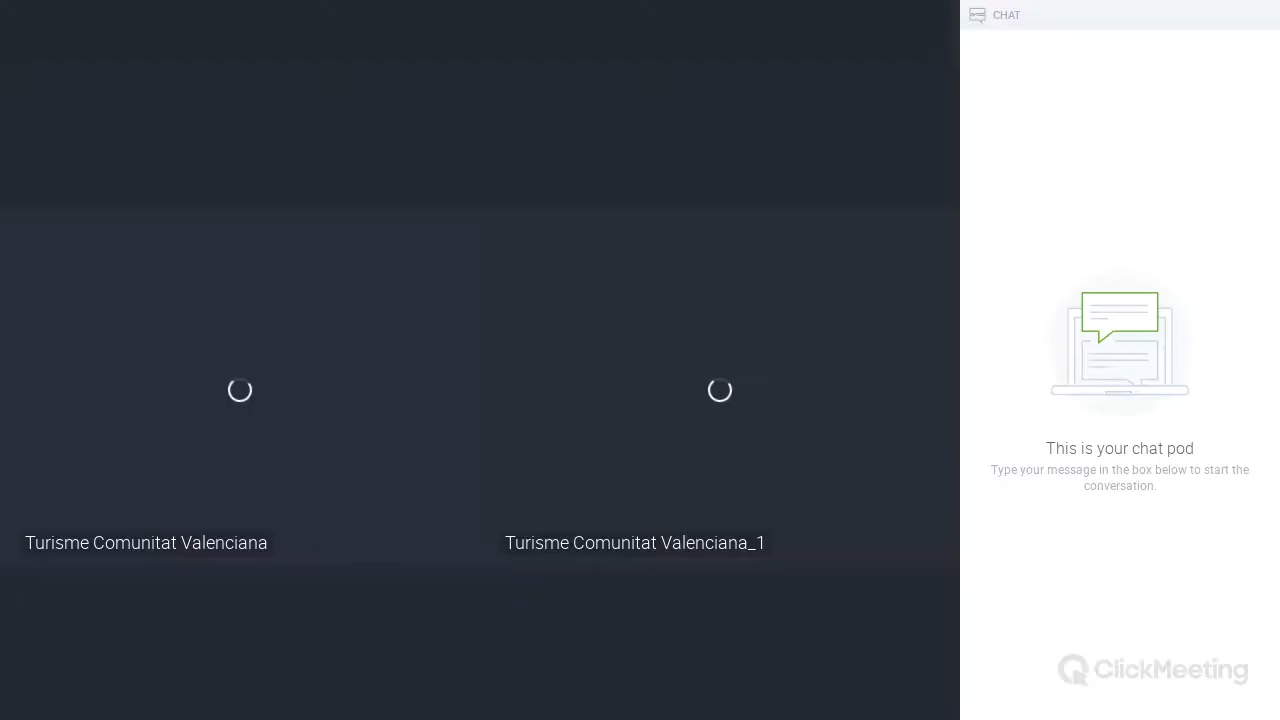 CHAT
Turisme Comunitat Valenciana
Turisme Comunitat Valenciana_1
This is your chat pod
Type your message in the box below to start the
conversation.
ClickMeeting